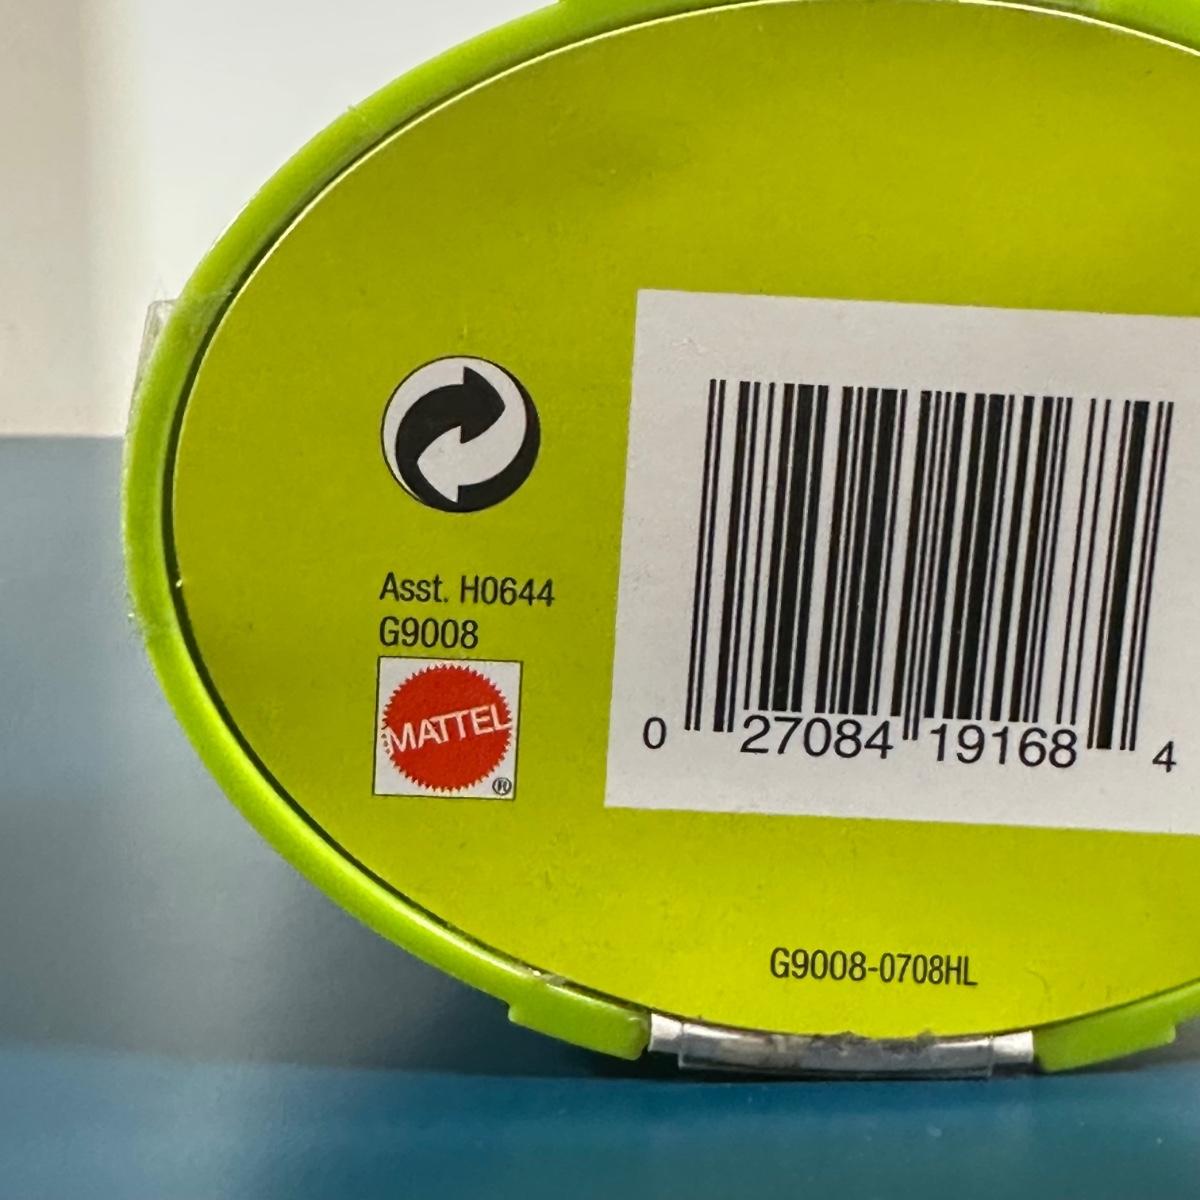 Asst. H0644
G9008
MATTEL
®
0 27084 19168 4
G9008-0708HL